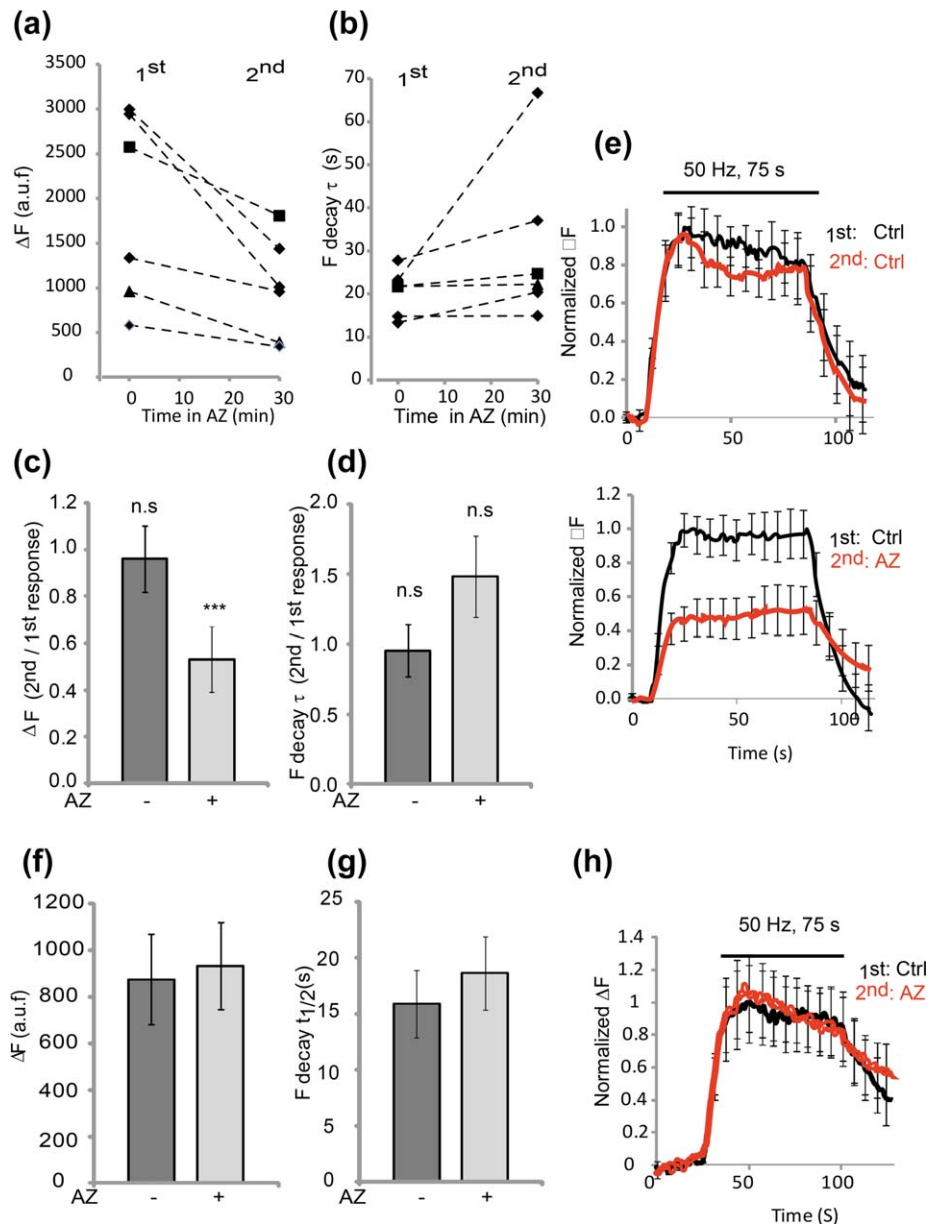 (a)
1st
2nd
ΔF (a.u.f)
3500
3000
2500
2000
1500
1000
500
0
0 10 20 30
Time in AZ (min)
(b)
1st
2nd
F decay τ (s)
70
60
50
40
30
20
10
0
0 10 20 30
Time in AZ (min)
(e)
50 Hz, 75 s
1st: Ctrl
2nd: Ctrl
Normalized □F
1.0
0.8
0.6
0.4
0.2
0.0
0 50 100
1st: Ctrl
2nd: AZ
Normalized □F
1.0
0.8
0.6
0.4
0.2
0.0
0 50 100
Time (s)
(c)
ΔF (2nd / 1st response)
1.2
1.0
0.8
0.6
0.4
0.2
0.0
n.s
***
AZ - +
(d)
F decay τ (2nd / 1st response)
2.0
1.5
1.0
0.5
0.0
n.s
n.s
- +
(f)
ΔF (a.u.f)
1200
1000
800
600
400
200
0
AZ - +
(g)
F decay t1/2(s)
25
20
15
10
5
0
AZ - +
(h)
50 Hz, 75 s
1st: Ctrl
2nd: AZ
Normalized ΔF
1.4
1.2
1
0.8
0.6
0.4
0.2
0
0 50 100
Time (S)